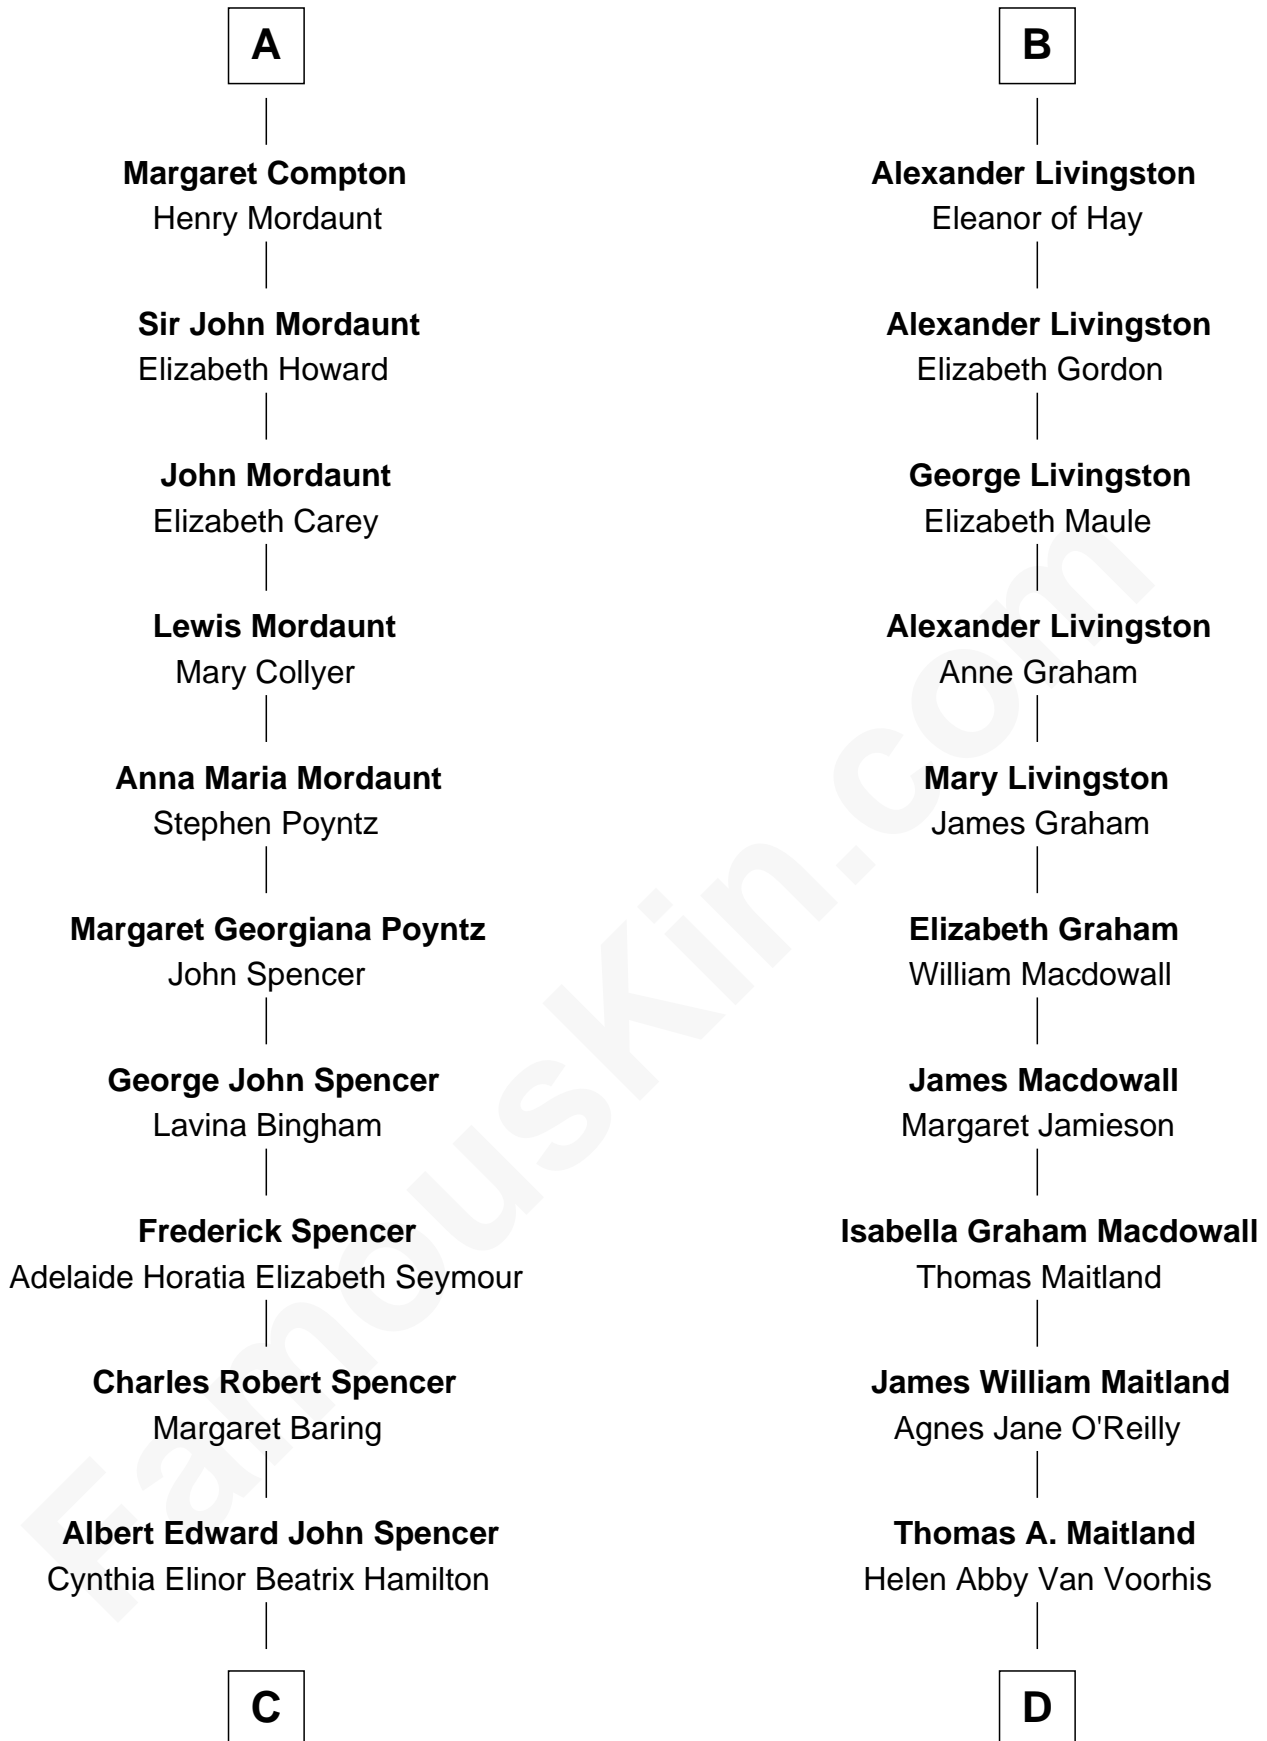 A
Margaret Compton
Henry Mordaunt
Sir John Mordaunt
Elizabeth Howard
John Mordaunt
Elizabeth Carey
Lewis Mordaunt
Mary Collyer
Anna Maria Mordaunt
Stephen Poyntz
Margaret Georgiana Poyntz
John Spencer
George John Spencer
Lavina Bingham
Frederick Spencer
Adelaide Horatia Elizabeth Seymour
Charles Robert Spencer
Margaret Baring
Albert Edward John Spencer
Cynthia Elinor Beatrix Hamilton
C
B
Alexander Livingston
Eleanor of Hay
Alexander Livingston
Elizabeth Gordon
George Livingston
Elizabeth Maule
Alexander Livingston
Anne Graham
Mary Livingston
James Graham
Elizabeth Graham
William Macdowall
James Macdowall
Margaret Jamieson
Isabella Graham Macdowall
Thomas Maitland
James William Maitland
Agnes Jane O'Reilly
Thomas A. Maitland
Helen Abby Van Voorhis
D
FamousKin.com